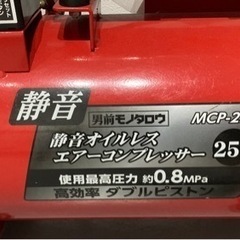 静音
男前モノタロウ
MCP-2
静音オイルレス
エアーコンプレッサー
25
使用最高圧力 約0.8MPa
高効率 ダブルピストン